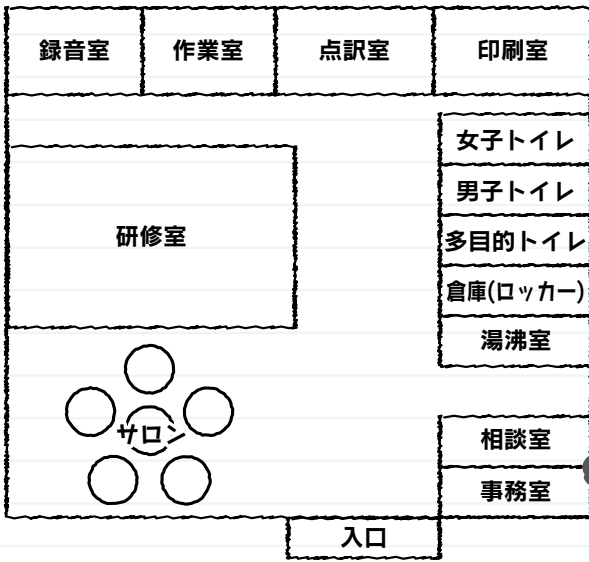 録音室
作業室
点訳室
印刷室
女子トイレ
男子トイレ
多目的トイレ
倉庫(ロッカー)
湯沸室
研修室
サロン
相談室
事務室
入口